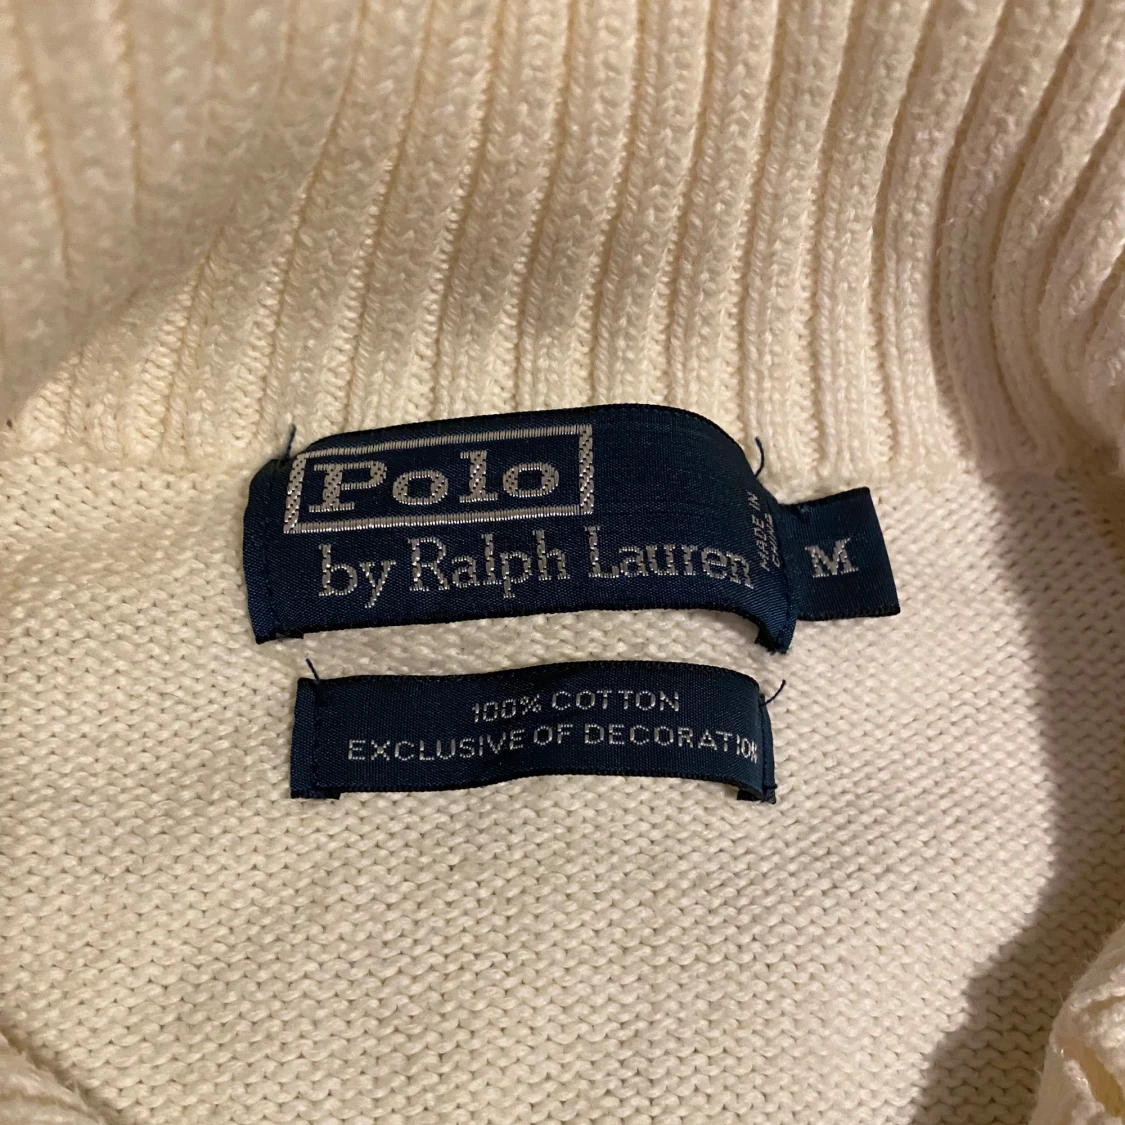 Polo
by Ralph Lauren
MADE IN
CHINA
M
100% COTTON
EXCLUSIVE OF DECORATION